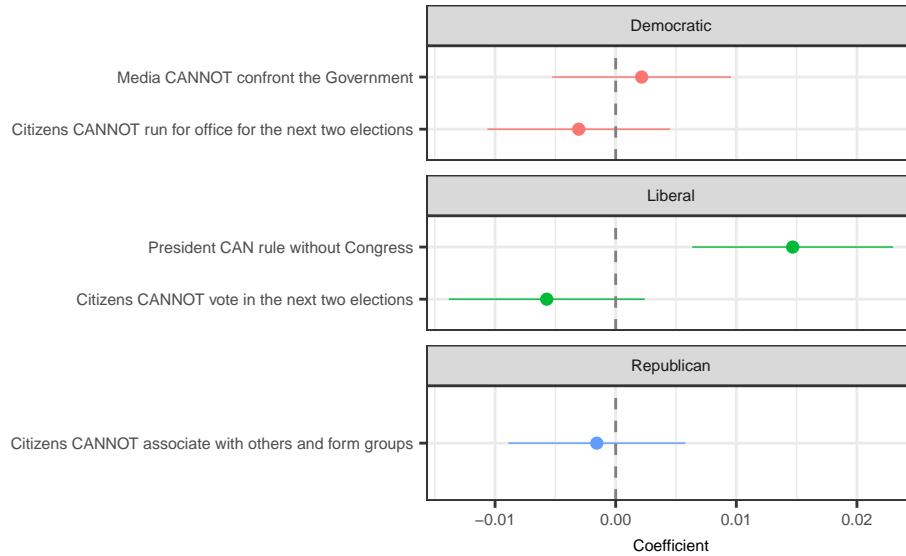 Democratic
Media CANNOT confront the Government
Citizens CANNOT run for office for the next two elections
Liberal
President CAN rule without Congress
Citizens CANNOT vote in the next two elections
Republican
Citizens CANNOT associate with others and form groups
−0.01 0.00 0.01 0.02
Coefficient